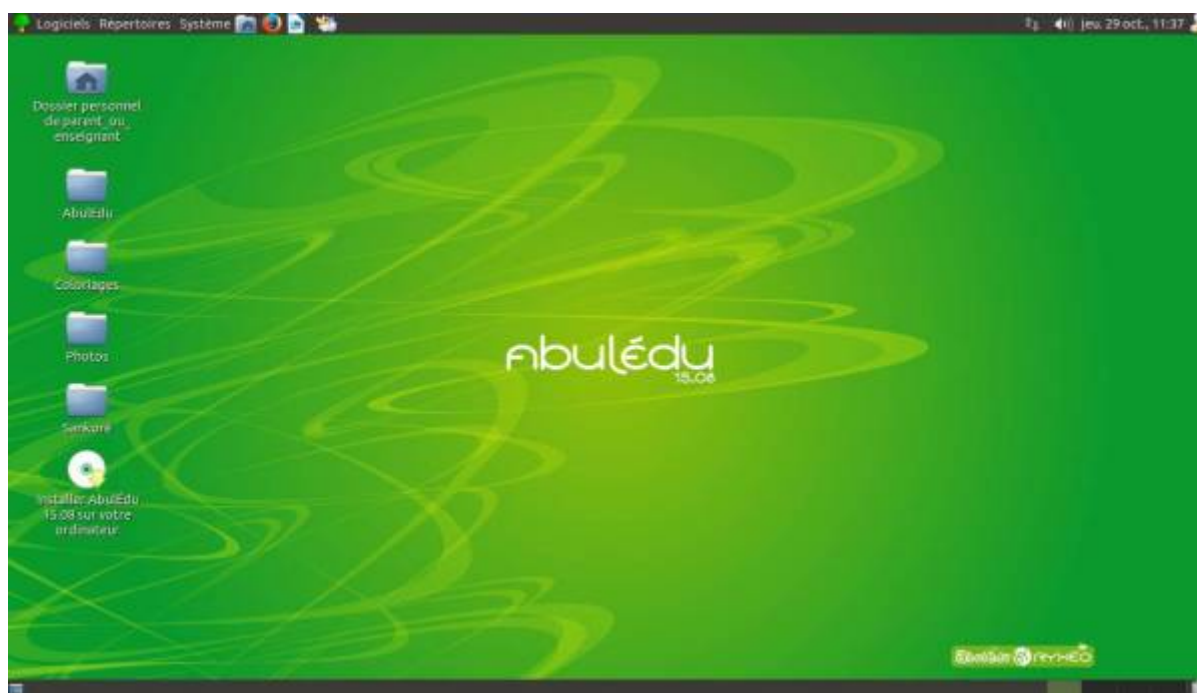 Logiciels Répertoires Système
jeu. 29 oct., 11:37
Dossier personnel
de parent_ou_
enseignant
AbulÉdu
Coloriages
Photos
Sankoré
Installer AbulÉdu
15.08 sur votre
ordinateur
abulédu
15.08
RYXEO